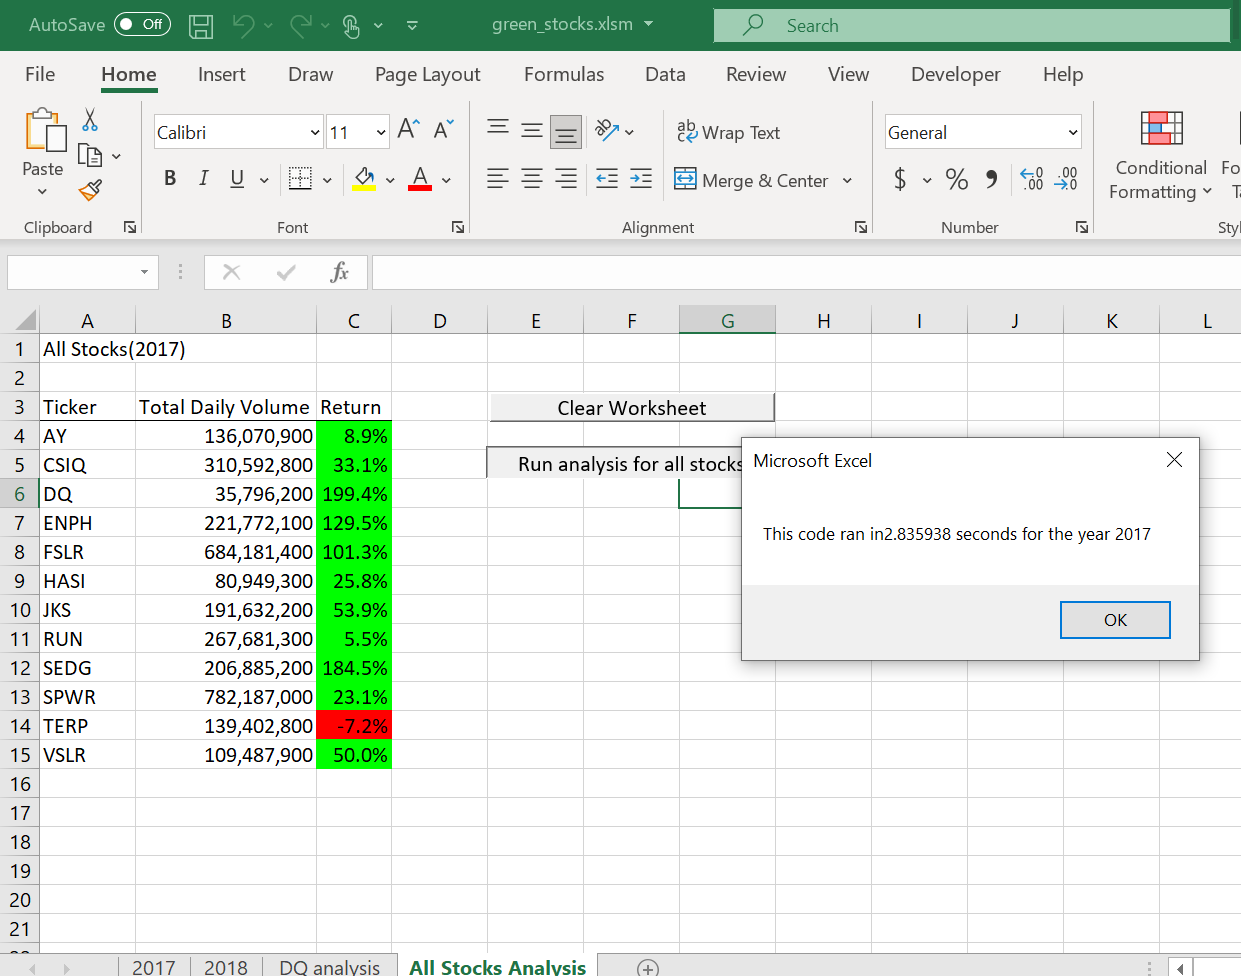 AutoSave Off green_stocks.xlsm Search
File Home Insert Draw Page Layout Formulas Data Review View Developer Help
Calibri 11 A A ab Wrap Text General
Paste B I U A Merge & Center $ % 9 .00 .00 Conditional
Formatting
Clipboard Font Alignment Number
fx
A B C D E F G H I J K L
1 All Stocks(2017)
2
3 Ticker Total Daily Volume Return Clear Worksheet
4 AY 136,070,900 8.9%
5 CSIQ 310,592,800 33.1% Run analysis for all stocks
6 DQ 35,796,200 199.4%
7 ENPH 221,772,100 129.5%
8 FSLR 684,181,400 101.3%
9 HASI 80,949,300 25.8%
10 JKS 191,632,200 53.9%
11 RUN 267,681,300 5.5%
12 SEDG 206,885,200 184.5%
13 SPWR 782,187,000 23.1%
14 TERP 139,402,800 -7.2%
15 VSLR 109,487,900 50.0%
16
17
18
19
20
21
Microsoft Excel
This code ran in2.835938 seconds for the year 2017
OK
2017 2018 DQ analysis All Stocks Analysis